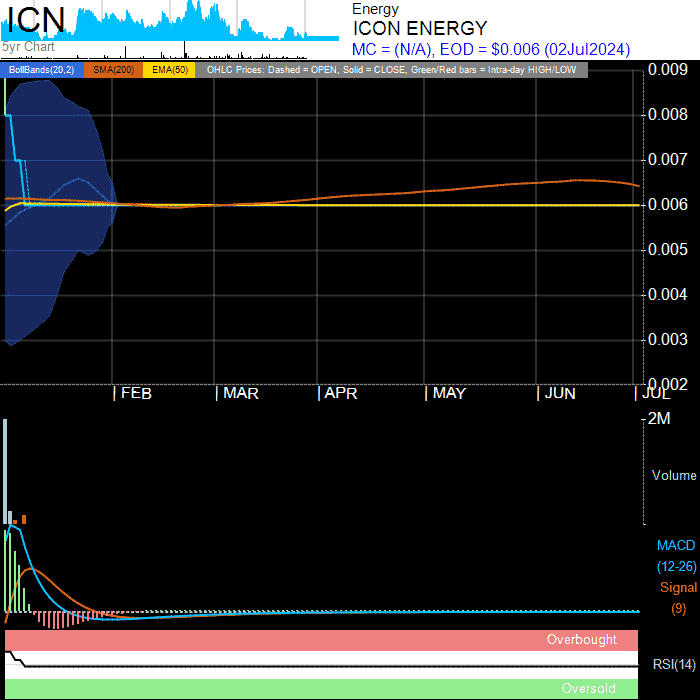 ICN
5yr Chart
Energy
ICON ENERGY
MC = (N/A), EOD = $0.006 (02Jul2024)
BollBands(20,2) SMA(200) EMA(50) OHLC Prices: Dashed = OPEN, Solid = CLOSE, Green/Red bars = Intra-day HIGH/LOW
0.009
0.008
0.007
0.006
0.005
0.004
0.003
0.002
FEB MAR APR MAY JUN JUL
2M
Volume
MACD
(12-26)
Signal
(9)
Overbought
RSI(14)
Oversold